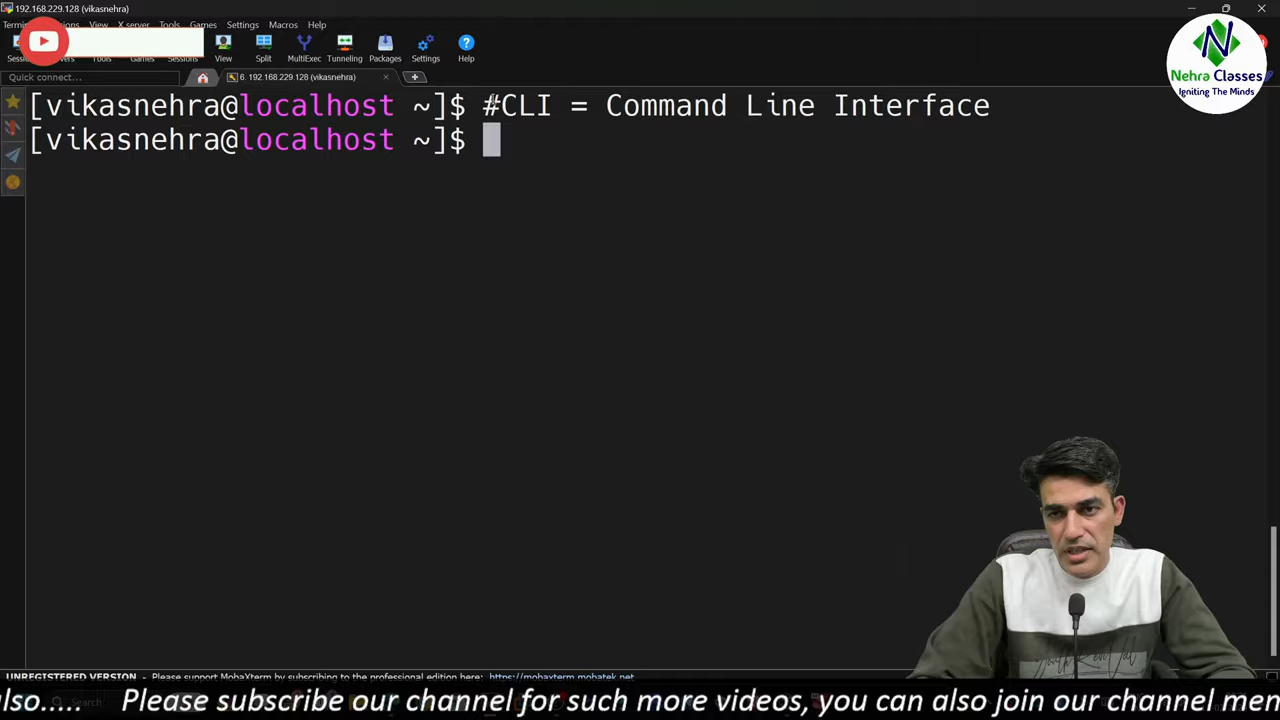 192.168.229.128 (vikasnehra)
X server Tools Games Settings Macros Help
View Split MultiExec Tunneling Packages Settings Help
Quick connect...
6. 192.168.229.128 (vikasnehra)
[vikasnehra@localhost ~]$ #CLI = Command Line Interface
[vikasnehra@localhost ~]$
Nehra Classes
Igniting The Minds
UNREGISTERED VERSION - Please support MobaXterm by subscribing to the professional edition here: https://mobaxterm.mobatek.net
also..... Please subscribe our channel for such more videos, you can also join our channel mem
Search